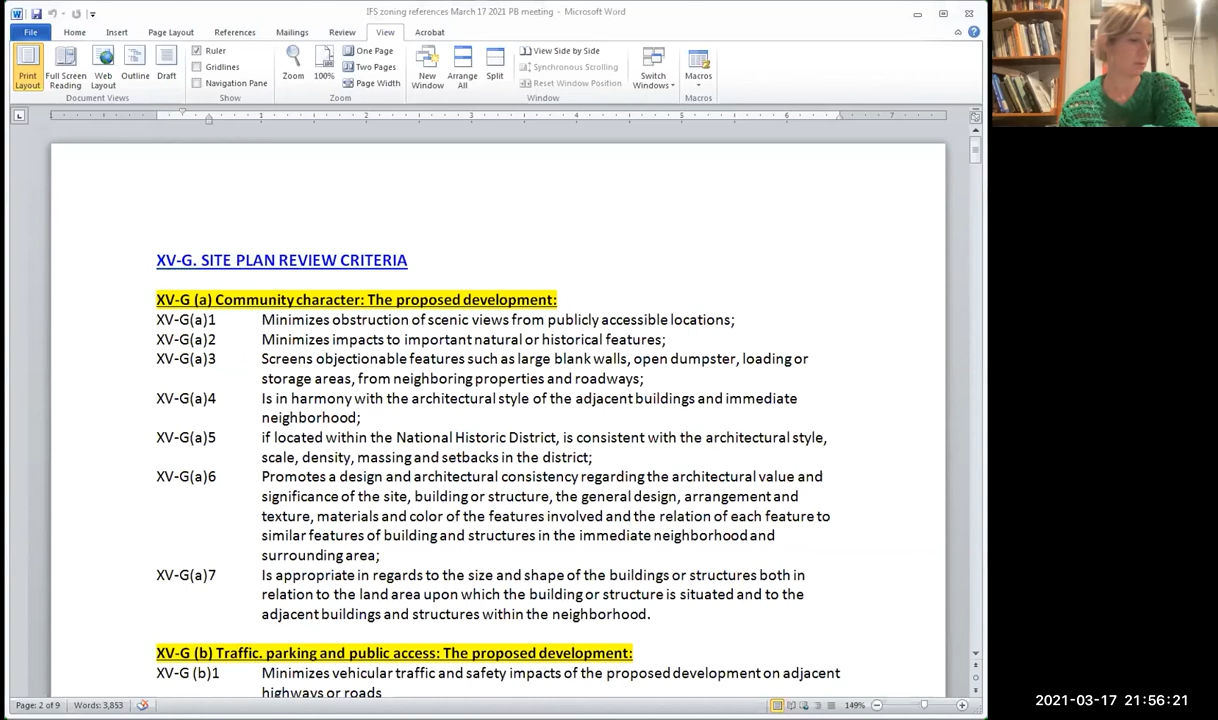 IFS zoning references March 17 2021 PB meeting - Microsoft Word
File Home Insert Page Layout References Mailings Review View Acrobat
Print Layout
Full Screen Reading
Web Layout
Outline
Draft
Document Views
Ruler
Gridlines
Navigation Pane
Show
Zoom
100%
One Page
Two Pages
Page Width
Zoom
New Window
Arrange All
Split
View Side by Side
Synchronous Scrolling
Reset Window Position
Window
Switch Windows
Macros
Macros
1 2 3 4 5 6 7
XV-G. SITE PLAN REVIEW CRITERIA
XV-G (a) Community character: The proposed development:
XV-G(a)1 Minimizes obstruction of scenic views from publicly accessible locations;
XV-G(a)2 Minimizes impacts to important natural or historical features;
XV-G(a)3 Screens objectionable features such as large blank walls, open dumpster, loading or
storage areas, from neighboring properties and roadways;
XV-G(a)4 Is in harmony with the architectural style of the adjacent buildings and immediate
neighborhood;
XV-G(a)5 if located within the National Historic District, is consistent with the architectural style,
scale, density, massing and setbacks in the district;
XV-G(a)6 Promotes a design and architectural consistency regarding the architectural value and
significance of the site, building or structure, the general design, arrangement and
texture, materials and color of the features involved and the relation of each feature to
similar features of building and structures in the immediate neighborhood and
surrounding area;
XV-G(a)7 Is appropriate in regards to the size and shape of the buildings or structures both in
relation to the land area upon which the building or structure is situated and to the
adjacent buildings and structures within the neighborhood.
XV-G (b) Traffic. parking and public access: The proposed development:
XV-G (b)1 Minimizes vehicular traffic and safety impacts of the proposed development on adjacent
highways or roads
Page: 2 of 9 Words: 3,853 149%
2021-03-17 21:56:21